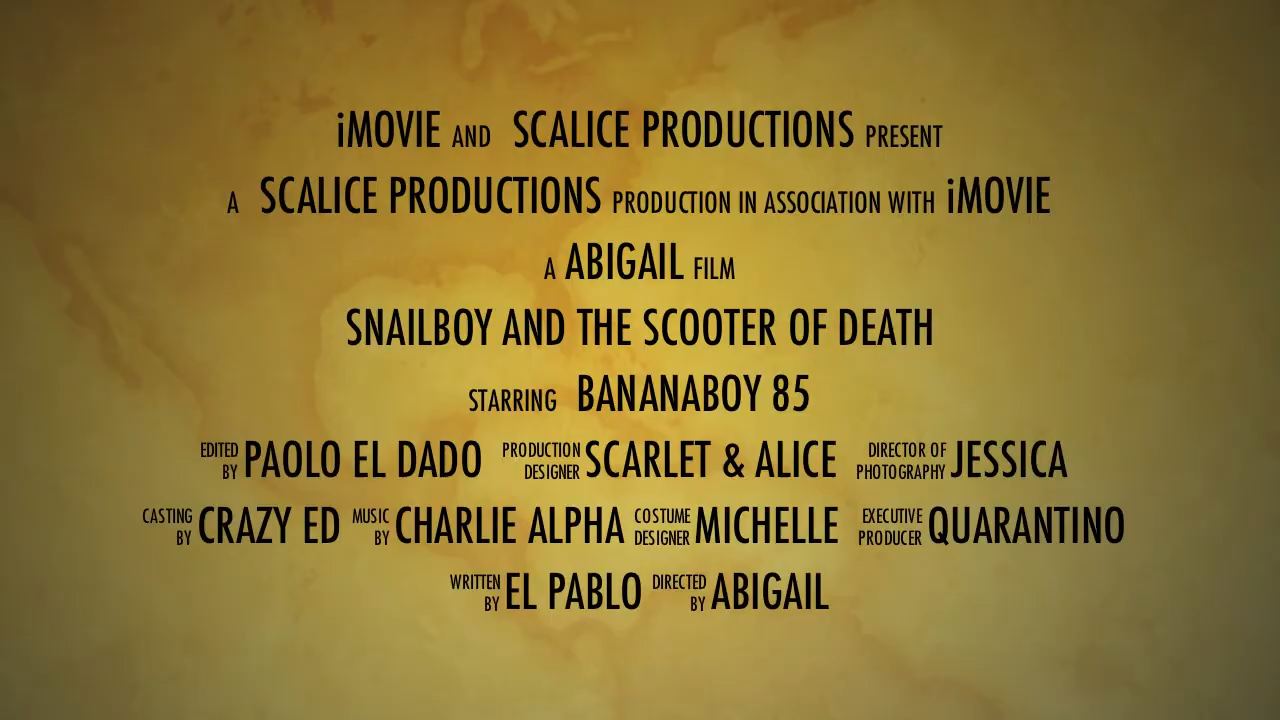 iMOVIE AND SCALICE PRODUCTIONS PRESENT
A SCALICE PRODUCTIONS PRODUCTION IN ASSOCIATION WITH iMOVIE
A ABIGAIL FILM
SNAILBOY AND THE SCOOTER OF DEATH
STARRING BANANABOY 85
EDITED BY PAOLO EL DADO PRODUCTION DESIGNER SCARLET & ALICE DIRECTOR OF PHOTOGRAPHY JESSICA
CASTING BY CRAZY ED MUSIC BY CHARLIE ALPHA COSTUME DESIGNER MICHELLE EXECUTIVE PRODUCER QUARANTINO
WRITTEN BY EL PABLO DIRECTED BY ABIGAIL